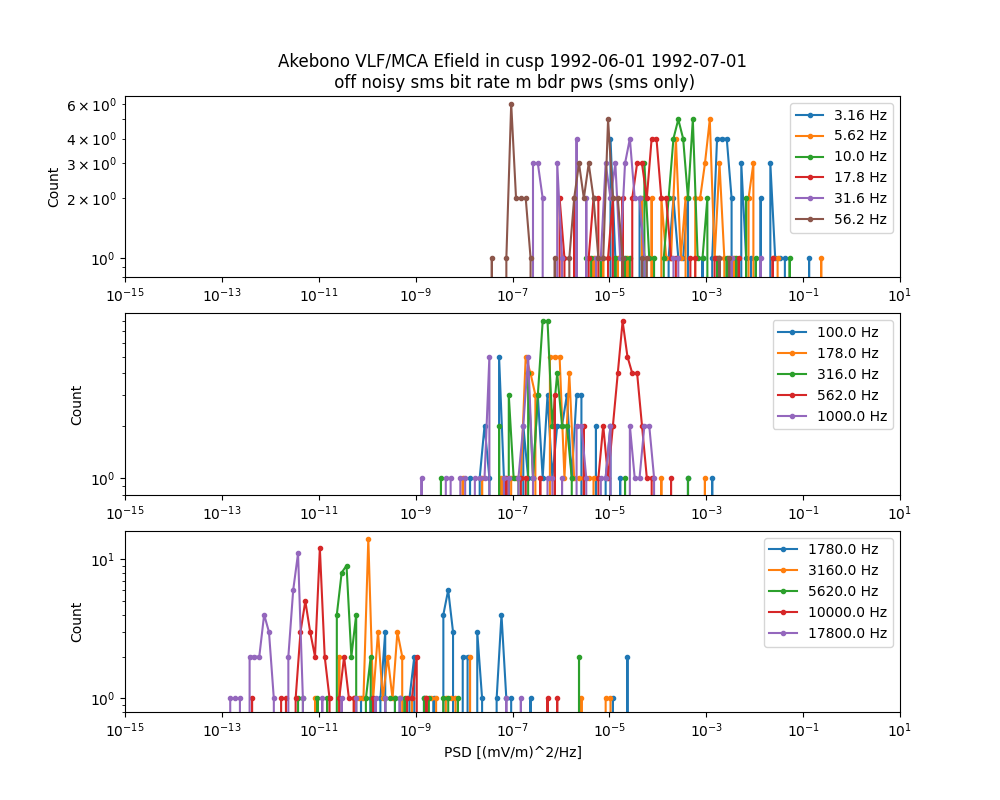 Akebono VLF/MCA Efield in cusp 1992-06-01 1992-07-01
off noisy sms bit rate m bdr pws (sms only)
6 × 10⁰
4 × 10⁰
3 × 10⁰
2 × 10⁰
10⁰
Count
3.16 Hz
5.62 Hz
10.0 Hz
17.8 Hz
31.6 Hz
56.2 Hz
10⁻¹⁵ 10⁻¹³ 10⁻¹¹ 10⁻⁹ 10⁻⁷ 10⁻⁵ 10⁻³ 10⁻¹ 10¹
10⁰
Count
100.0 Hz
178.0 Hz
316.0 Hz
562.0 Hz
1000.0 Hz
10⁻¹⁵ 10⁻¹³ 10⁻¹¹ 10⁻⁹ 10⁻⁷ 10⁻⁵ 10⁻³ 10⁻¹ 10¹
10¹
10⁰
Count
1780.0 Hz
3160.0 Hz
5620.0 Hz
10000.0 Hz
17800.0 Hz
10⁻¹⁵ 10⁻¹³ 10⁻¹¹ 10⁻⁹ 10⁻⁷ 10⁻⁵ 10⁻³ 10⁻¹ 10¹
PSD [(mV/m)^2/Hz]